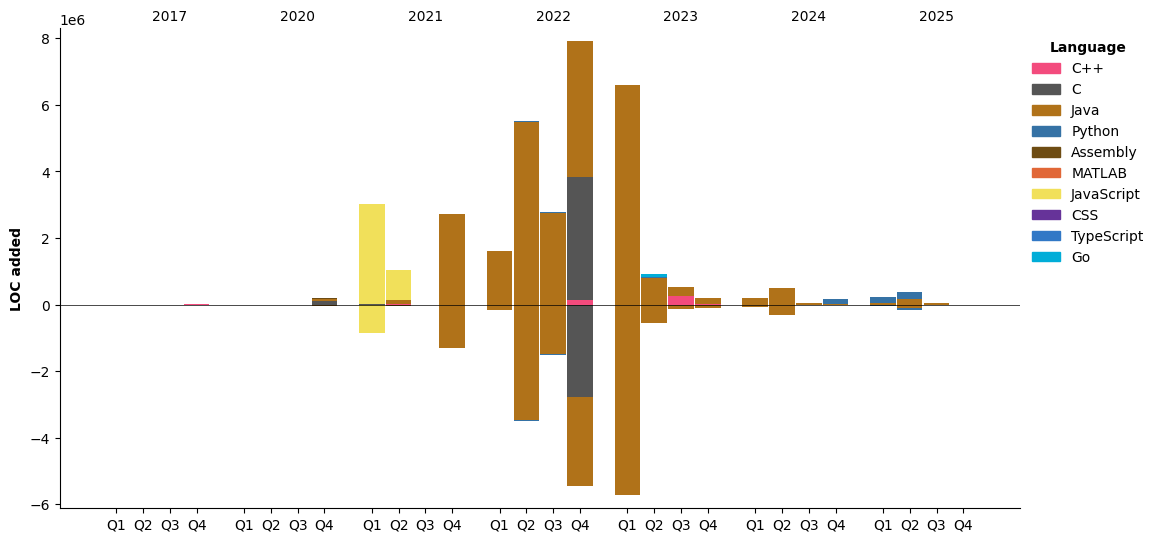 1e6
2017 2020 2021 2022 2023 2024 2025
8
6
4
2
0
−2
−4
−6
LOC added
Q1 Q2 Q3 Q4 Q1 Q2 Q3 Q4 Q1 Q2 Q3 Q4 Q1 Q2 Q3 Q4 Q1 Q2 Q3 Q4 Q1 Q2 Q3 Q4 Q1 Q2 Q3 Q4
Language
C++
C
Java
Python
Assembly
MATLAB
JavaScript
CSS
TypeScript
Go